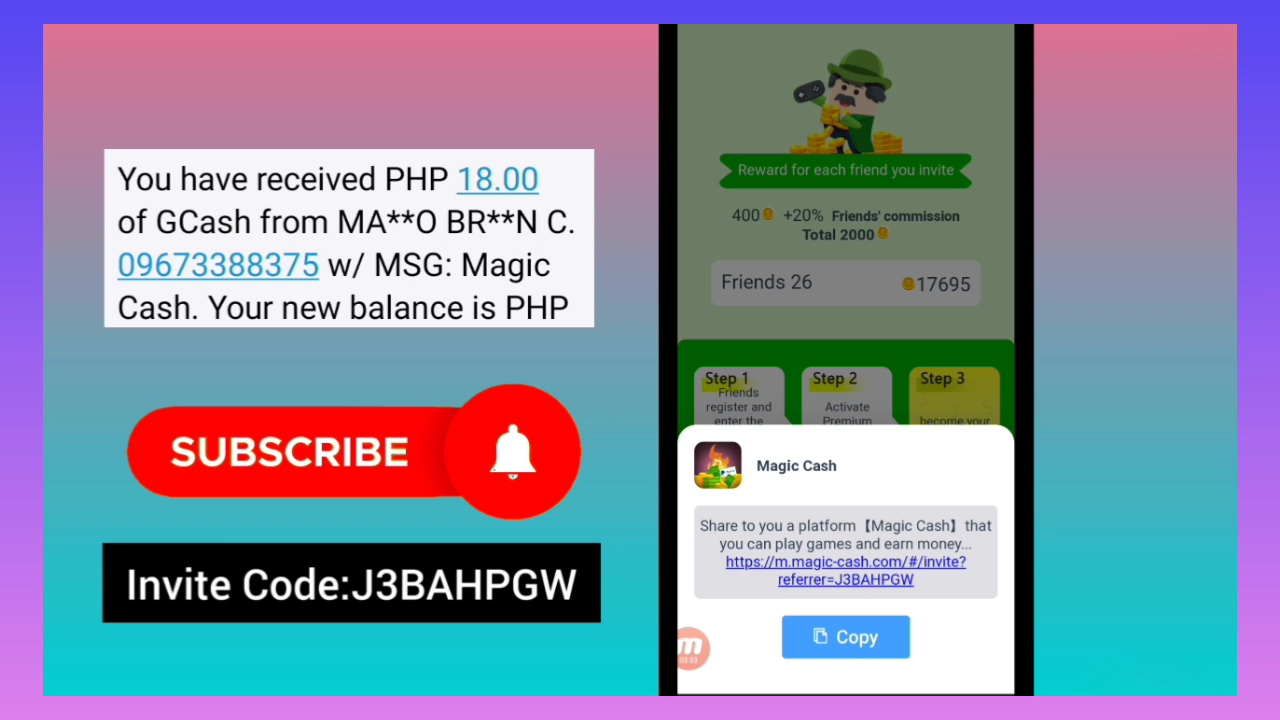 You have received PHP 18.00
of GCash from MA**O BR**N C.
09673388375 w/ MSG: Magic
Cash. Your new balance is PHP
SUBSCRIBE
Invite Code:J3BAHPGW
Reward for each friend you invite
400 +20% Friends' commission
Total 2000
Friends 26 17695
Step 1 Step 2 Step 3
Friends
register and Activate
enter the Premium become your
Magic Cash
Share to you a platform【Magic Cash】that
you can play games and earn money...
https://m.magic-cash.com/#/invite?
referrer=J3BAHPGW
Copy
03:53